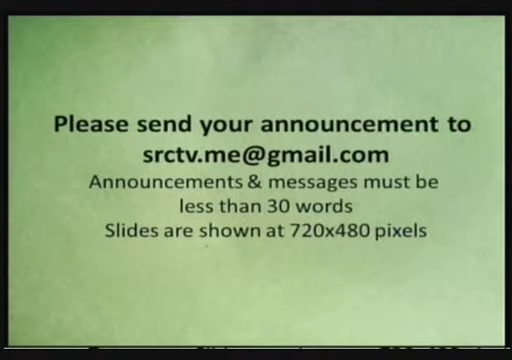 Please send your announcement to
srctv.me@gmail.com
Announcements & messages must be
less than 30 words
Slides are shown at 720x480 pixels